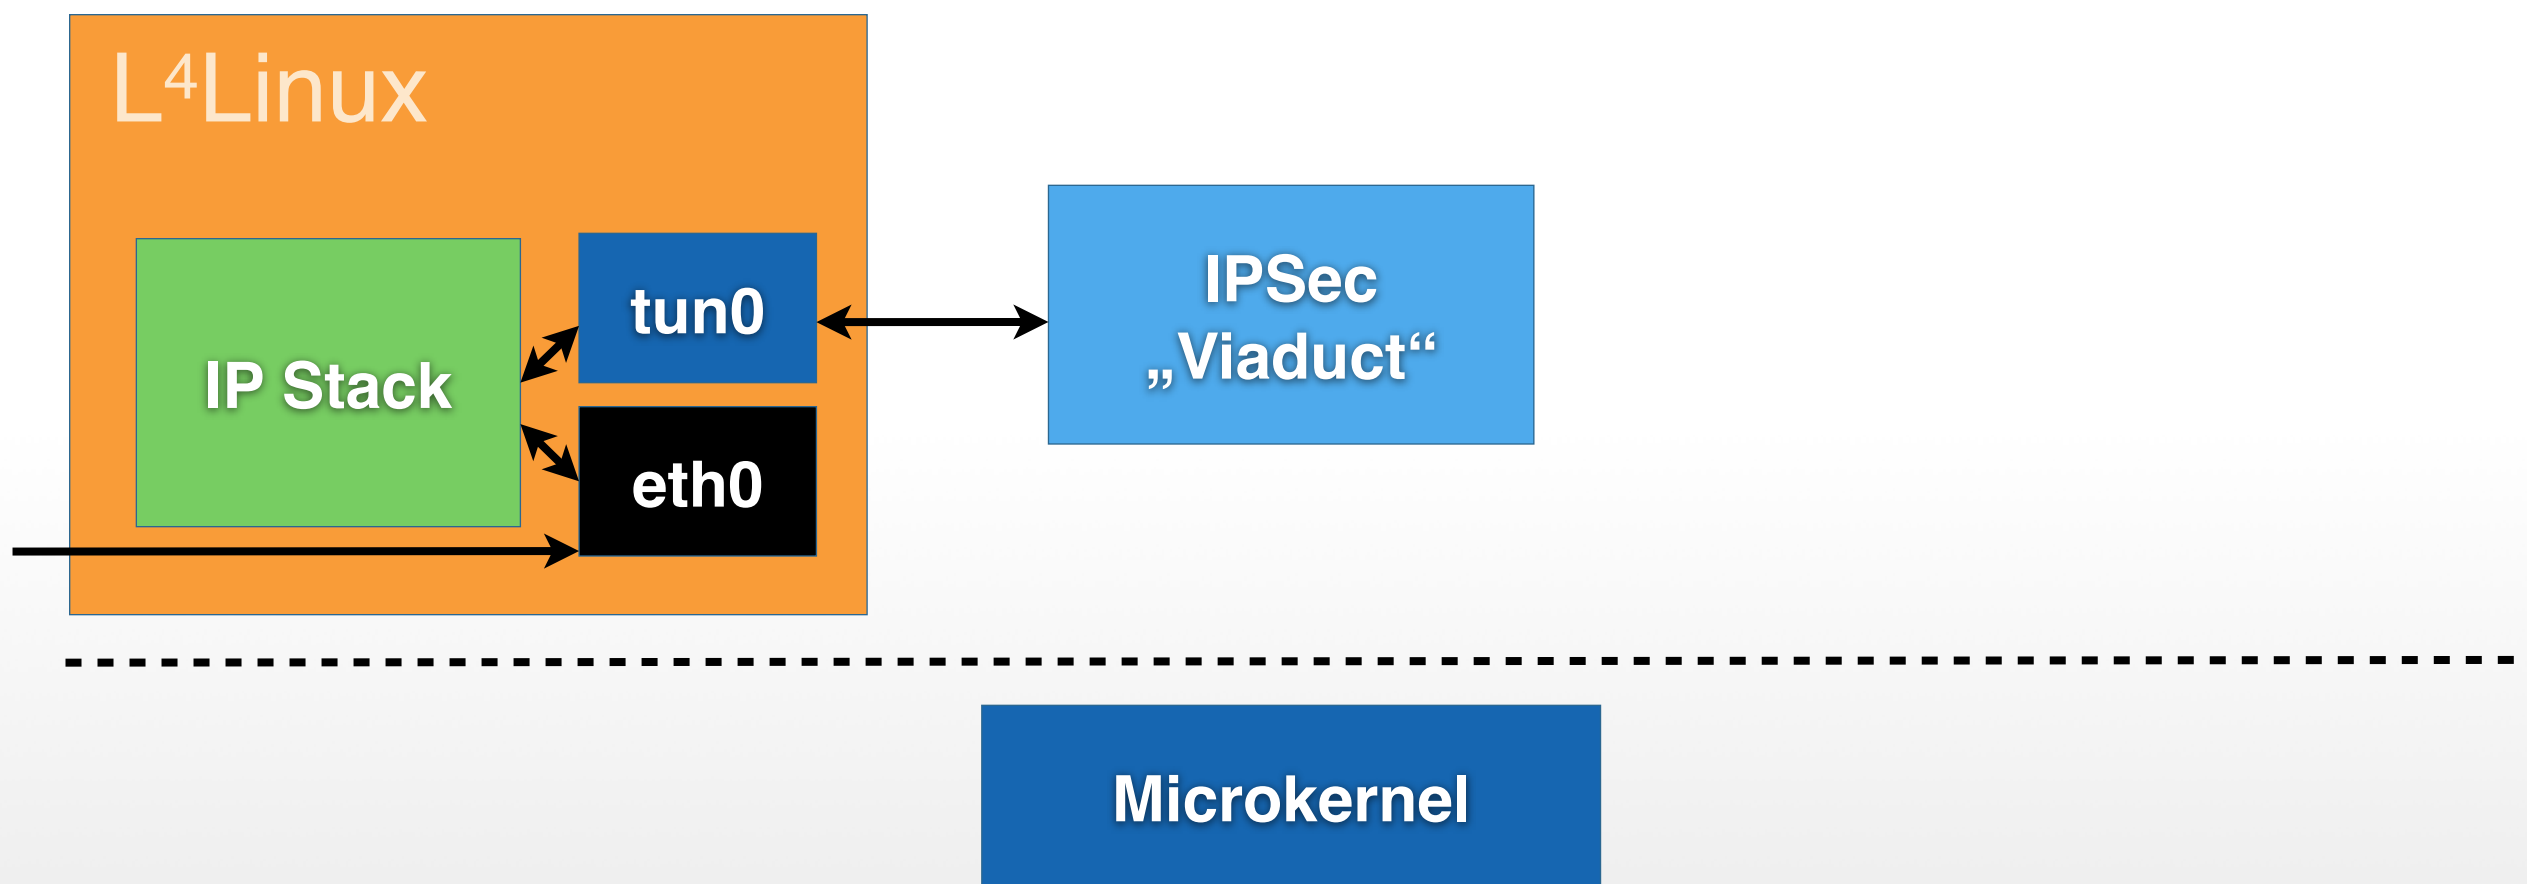 L⁴Linux
IP Stack
tun0
eth0
IPSec
„Viaduct“
Microkernel